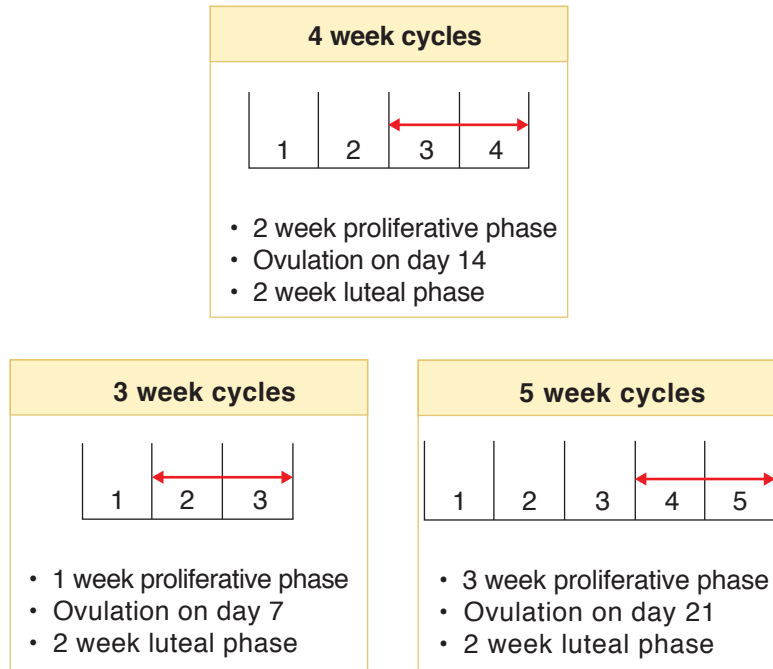 4 week cycles
1 2 3 4
• 2 week proliferative phase
• Ovulation on day 14
• 2 week luteal phase
3 week cycles
1 2 3
• 1 week proliferative phase
• Ovulation on day 7
• 2 week luteal phase
5 week cycles
1 2 3 4 5
• 3 week proliferative phase
• Ovulation on day 21
• 2 week luteal phase